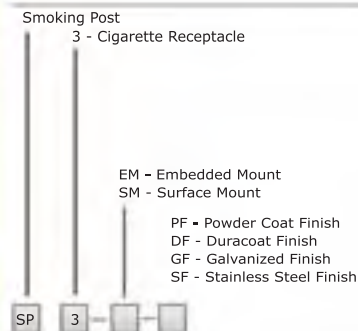 Smoking Post
3 - Cigarette Receptacle
EM - Embedded Mount
SM - Surface Mount
PF - Powder Coat Finish
DF - Duracoat Finish
GF - Galvanized Finish
SF - Stainless Steel Finish
SP 3 - -